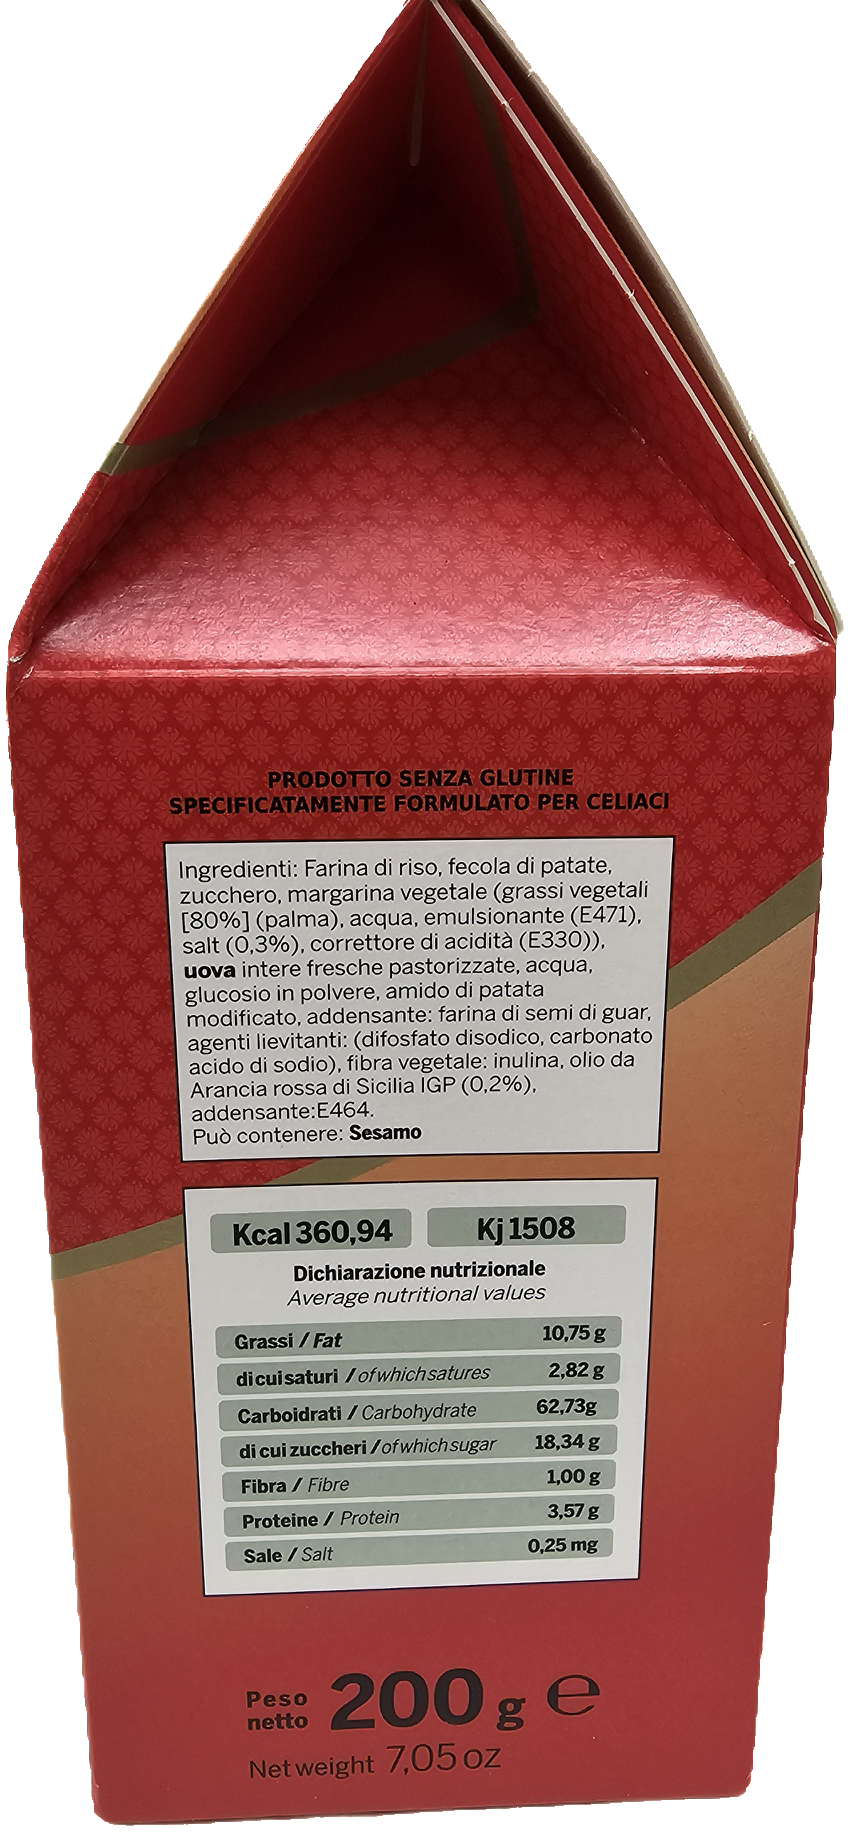 PRODOTTO SENZA GLUTINE
SPECIFICATAMENTE FORMULATO PER CELIACI
Ingredienti: Farina di riso, fecola di patate,
zucchero, margarina vegetale (grassi vegetali
[80%] (palma), acqua, emulsionante (E471),
salt (0,3%), correttore di acidità (E330)),
uova intere fresche pastorizzate, acqua,
glucosio in polvere, amido di patata
modificato, addensante: farina di semi di guar,
agenti lievitanti: (difosfato disodico, carbonato
acido di sodio), fibra vegetale: inulina, olio da
Arancia rossa di Sicilia IGP (0,2%),
addensante:E464.
Può contenere: Sesamo
Kcal 360,94 Kj 1508
Dichiarazione nutrizionale
Average nutritional values
Grassi / Fat 10,75 g
di cui saturi / of which satures 2,82 g
Carboidrati / Carbohydrate 62,73g
di cui zuccheri / of which sugar 18,34 g
Fibra / Fibre 1,00 g
Proteine / Protein 3,57 g
Sale / Salt 0,25 mg
Peso netto 200 g ℮
Net weight 7,05 oz